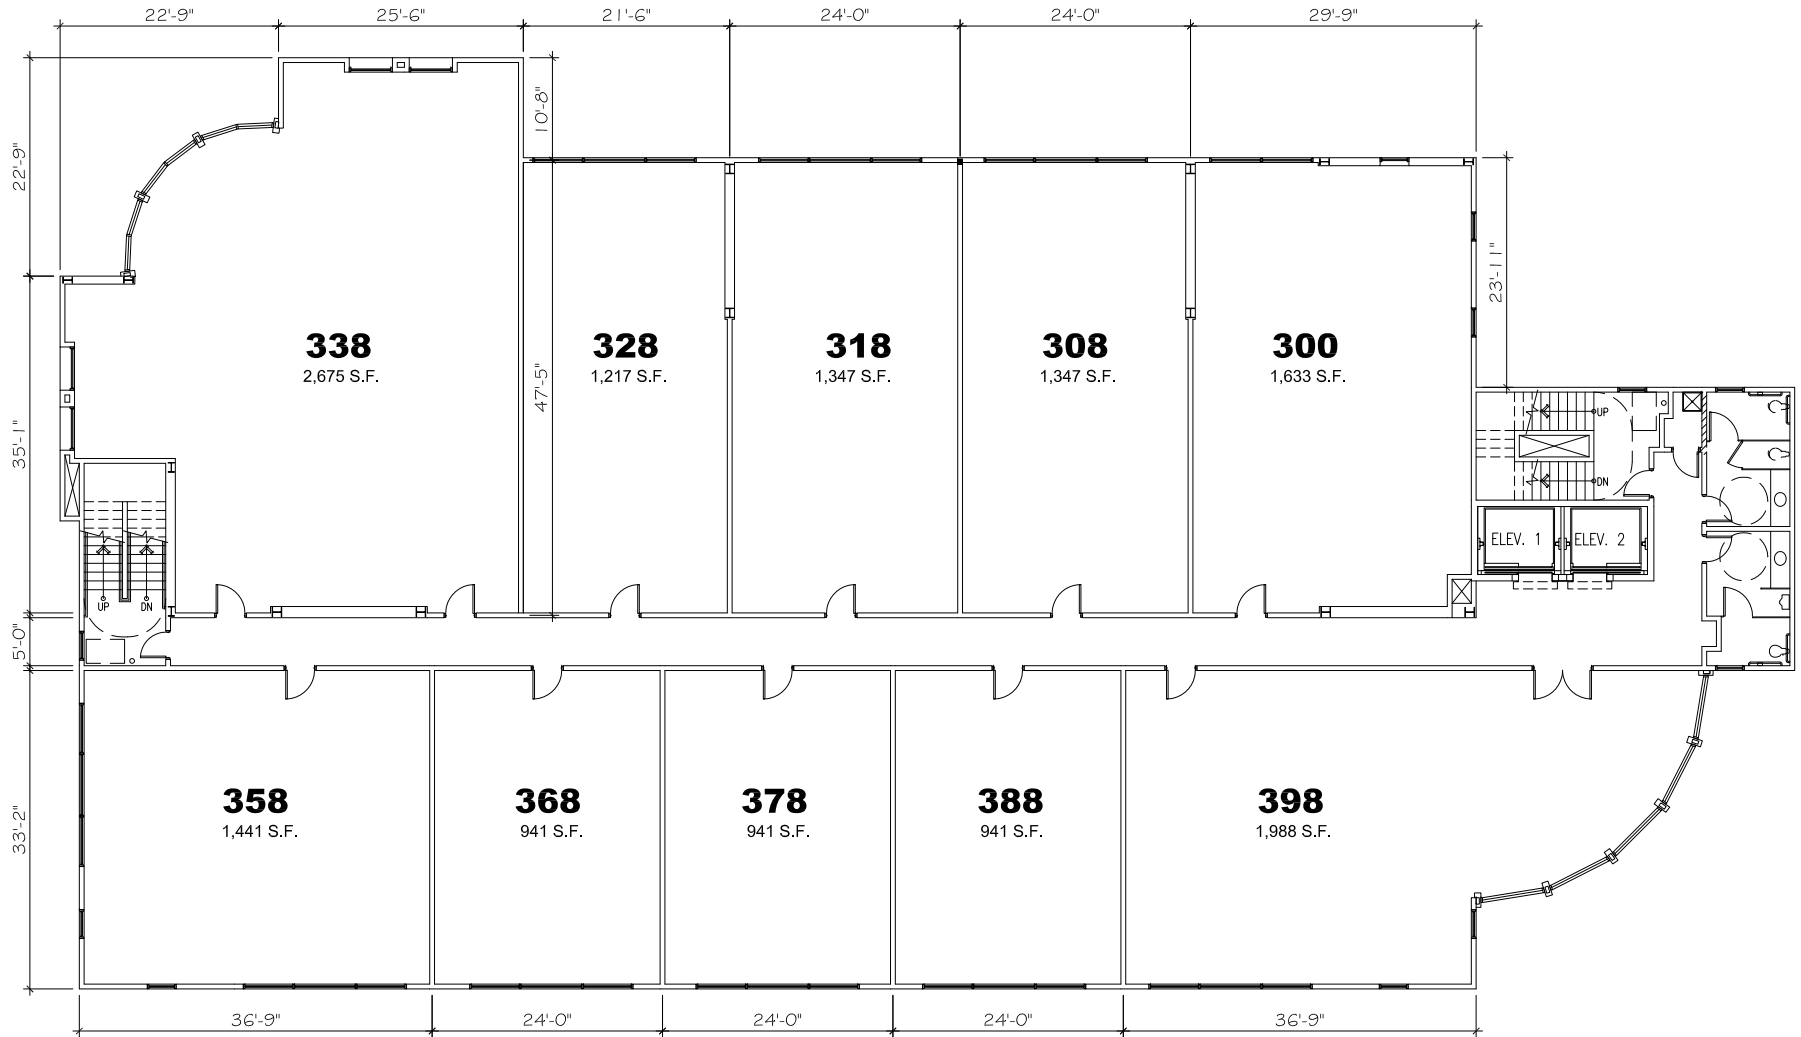 22'-9" 25'-6" 21'-6" 24'-0" 24'-0" 29'-9"
10'-8"
22'-9"
23'-11"
338 328 318 308 300
2,675 S.F. 1,217 S.F. 1,347 S.F. 1,347 S.F. 1,633 S.F.
47'-5"
35'-1"
UP
DN
ELEV. 1 ELEV. 2
UP DN
5'-0"
358 368 378 388 398
1,441 S.F. 941 S.F. 941 S.F. 941 S.F. 1,988 S.F.
33'-2"
36'-9" 24'-0" 24'-0" 24'-0" 36'-9"